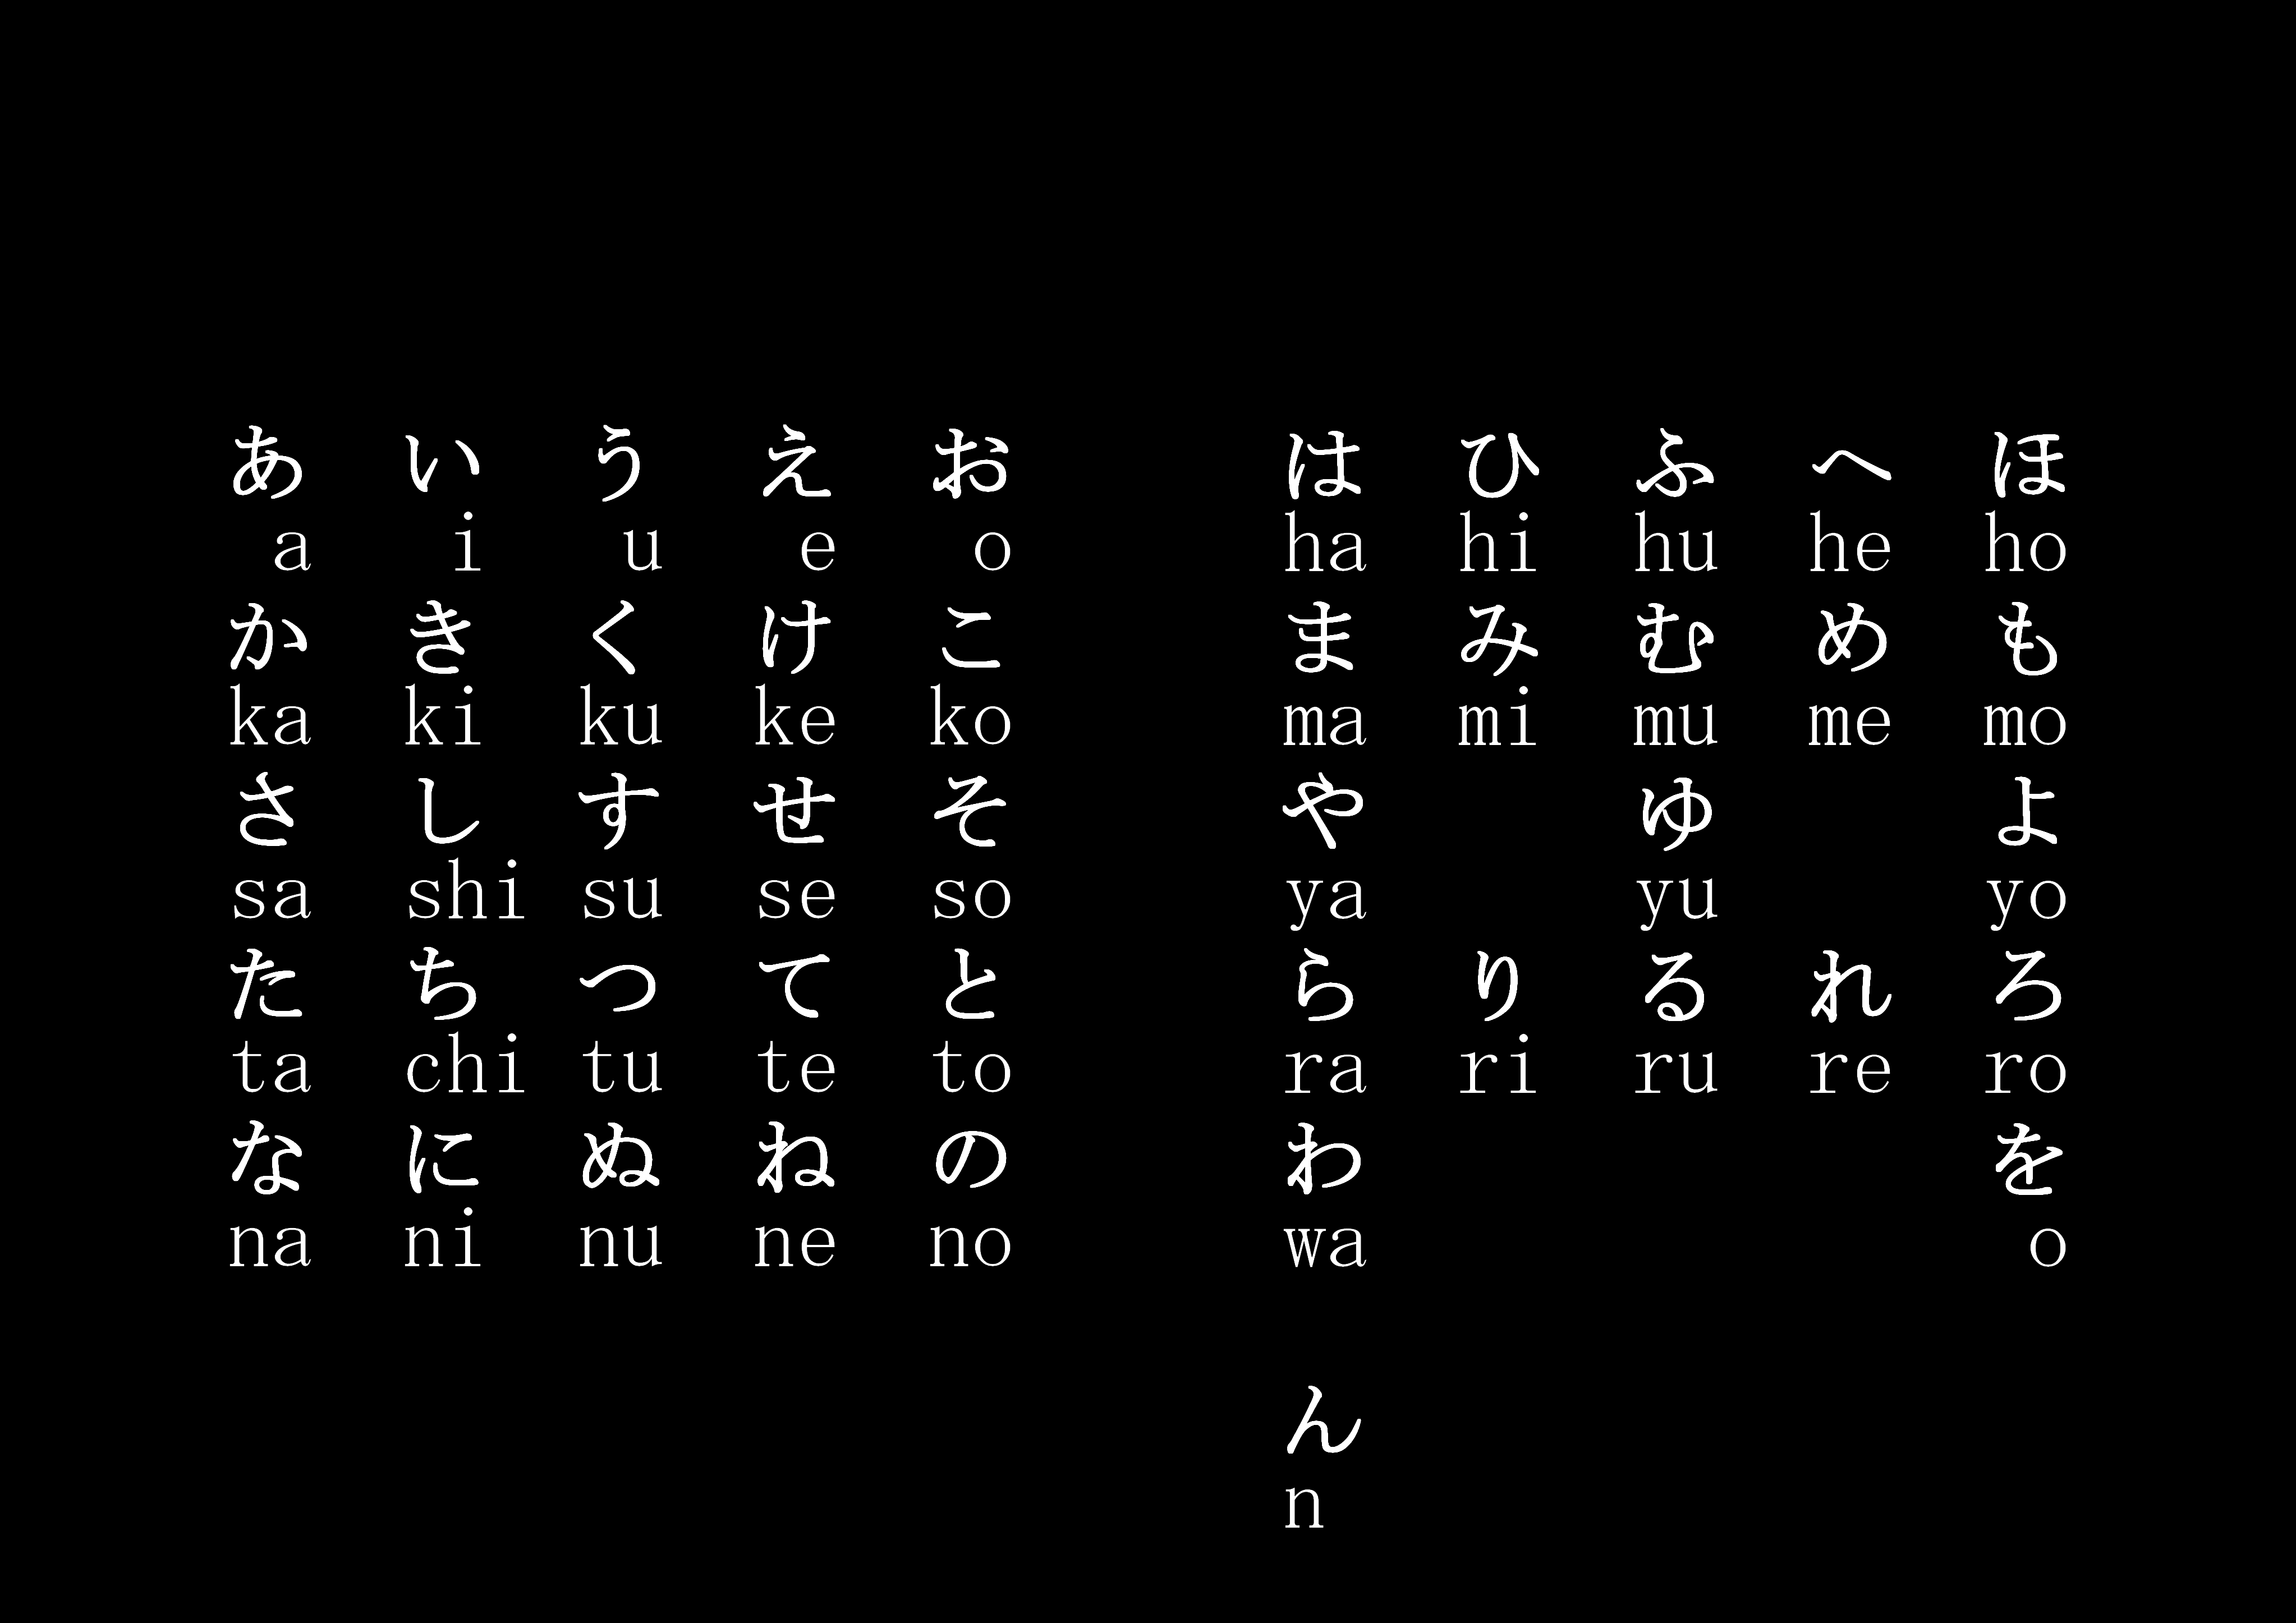 あ い う え お は ひ ふ へ ほ
a i u e o ha hi hu he ho
か き く け こ ま み む め も
ka ki ku ke ko ma mi mu me mo
さ し す せ そ や ゆ よ
sa shi su se so ya yu yo
た ち つ て と ら り る れ ろ
ta chi tu te to ra ri ru re ro
な に ぬ ね の わ を
na ni nu ne no wa o
ん
n